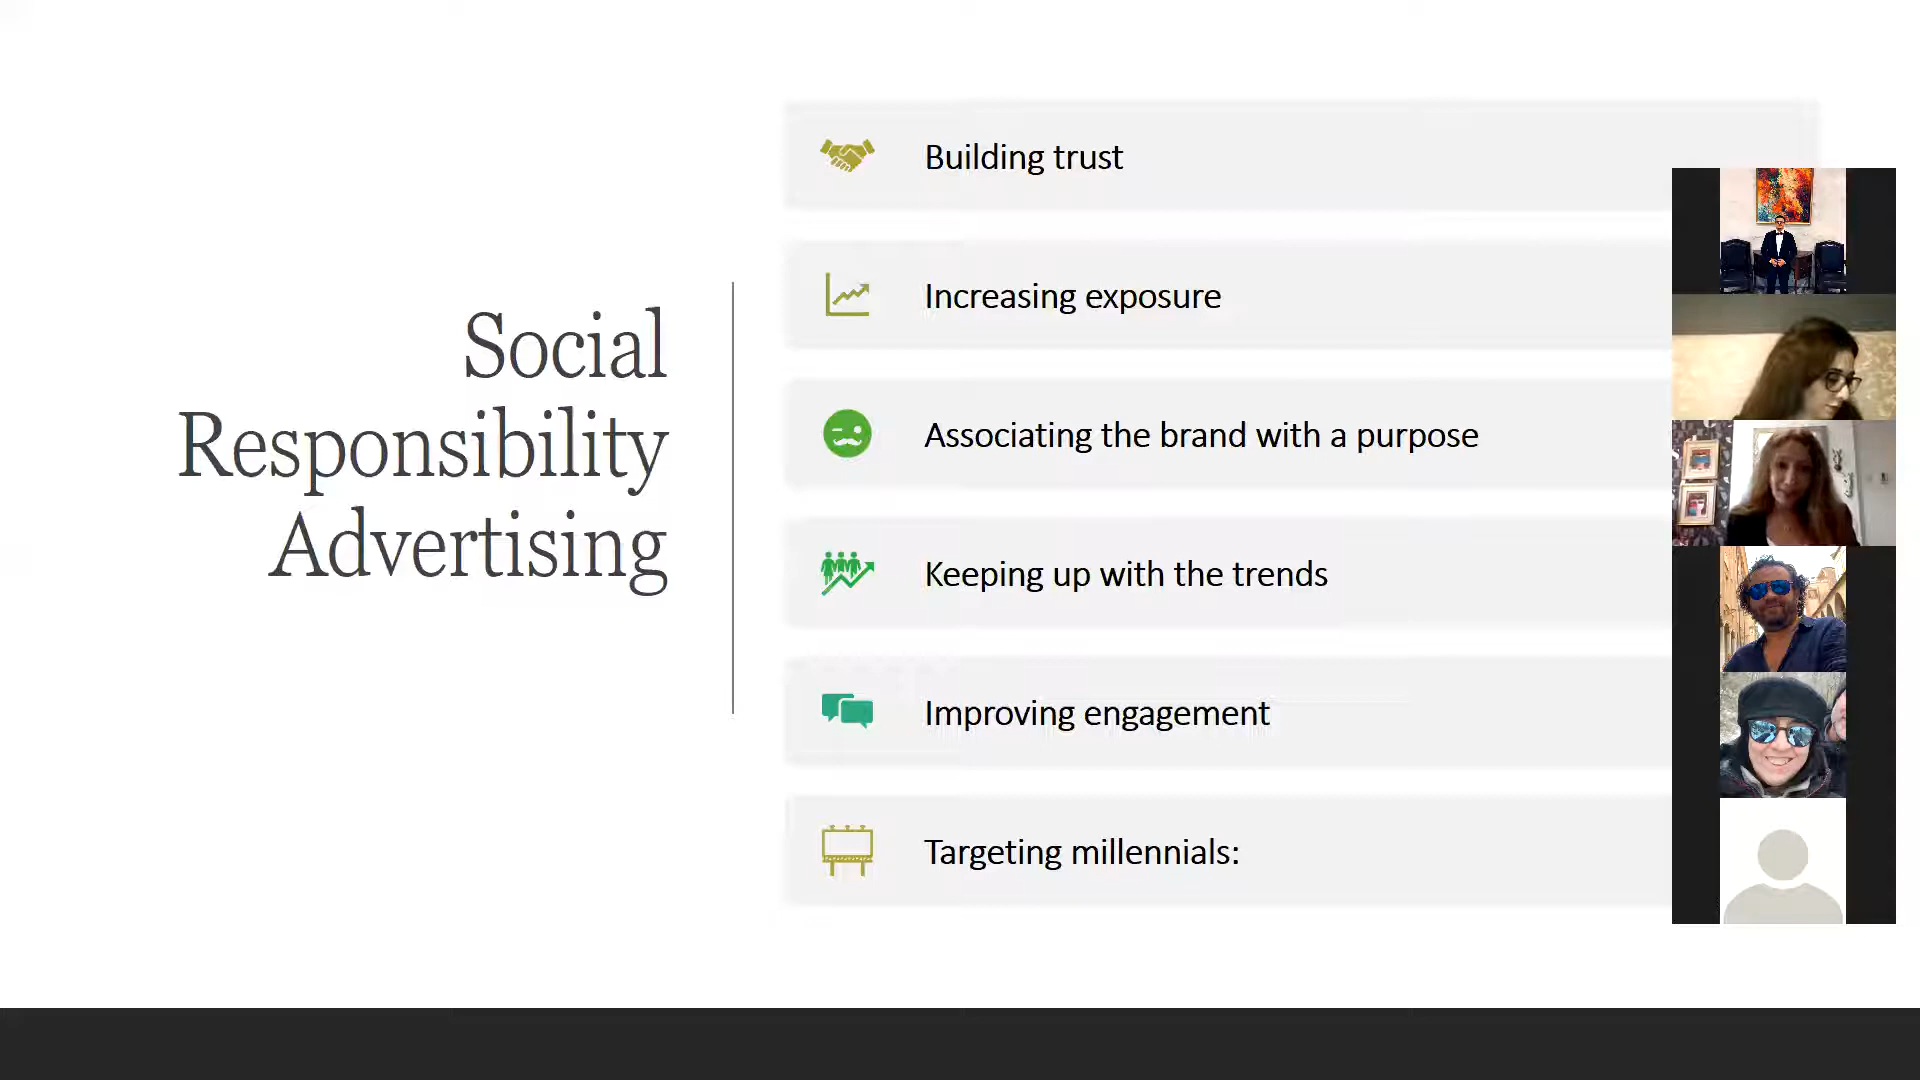 Social
Responsibility
Advertising
Building trust
Increasing exposure
Associating the brand with a purpose
Keeping up with the trends
Improving engagement
Targeting millennials: